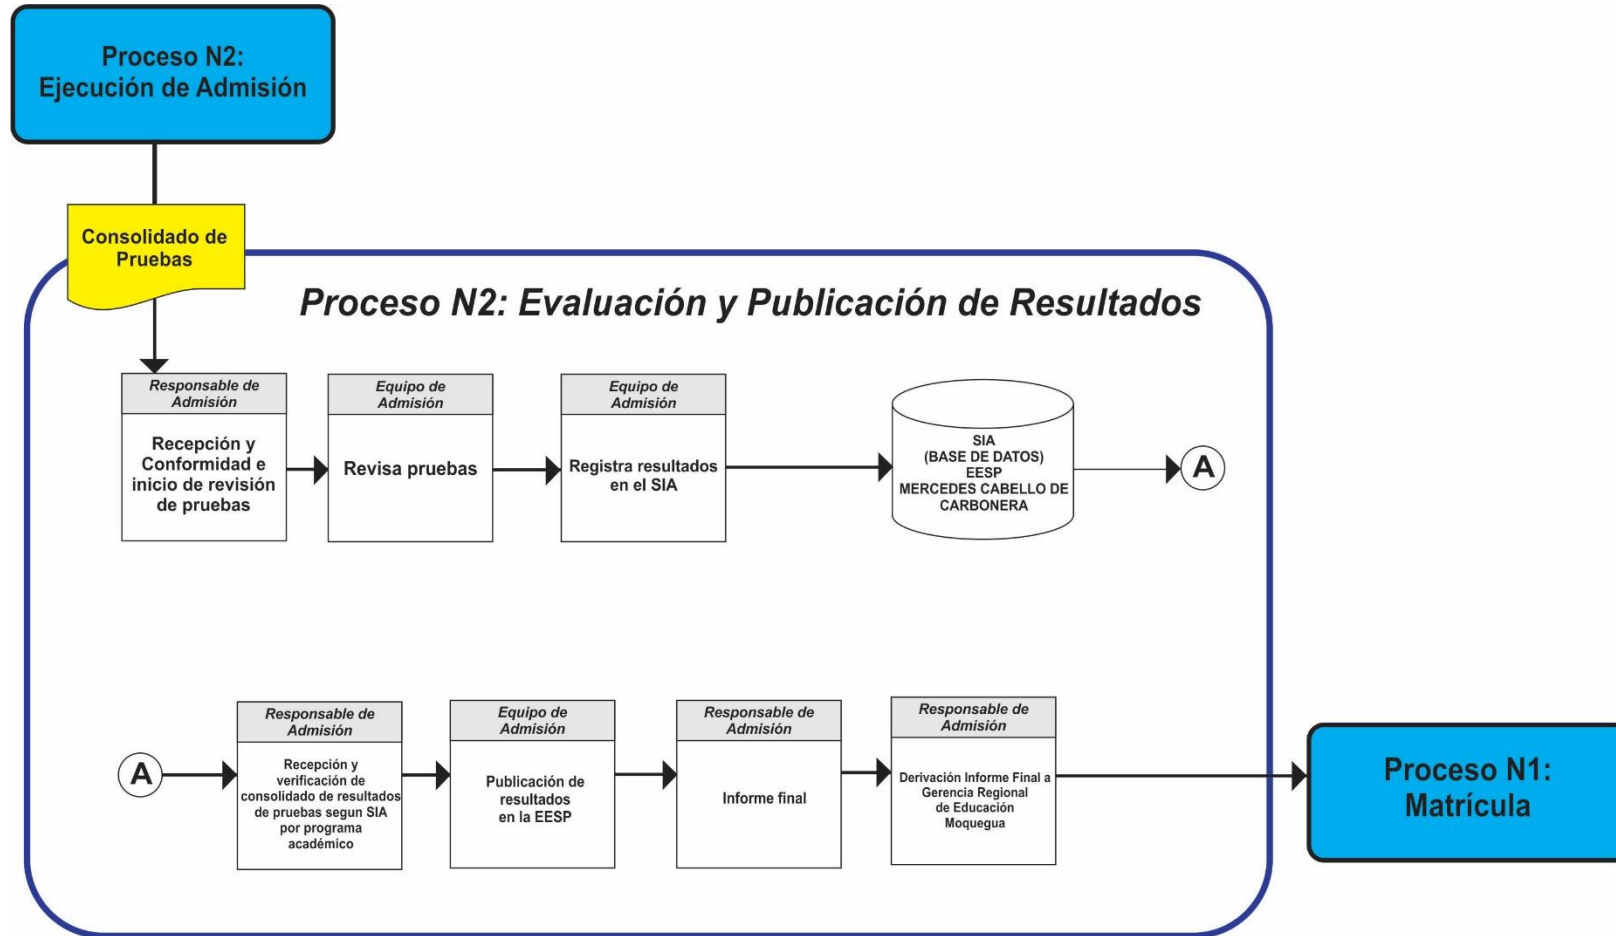 Proceso N2:
Ejecución de Admisión
Consolidado de
Pruebas
Proceso N2: Evaluación y Publicación de Resultados
Responsable de
Admisión
Recepción y
Conformidad e
inicio de revisión
de pruebas
Equipo de
Admisión
Revisa pruebas
Equipo de
Admisión
Registra resultados
en el SIA
SIA
(BASE DE DATOS)
EESP
MERCEDES CABELLO DE
CARBONERA
A
A
Responsable de
Admisión
Recepción y
verificación de
consolidado de resultados
de pruebas segun SIA
por programa
académico
Equipo de
Admisión
Publicación de
resultados
en la EESP
Responsable de
Admisión
Informe final
Responsable de
Admisión
Derivación Informe Final a
Gerencia Regional
de Educación
Moquegua
Proceso N1:
Matrícula